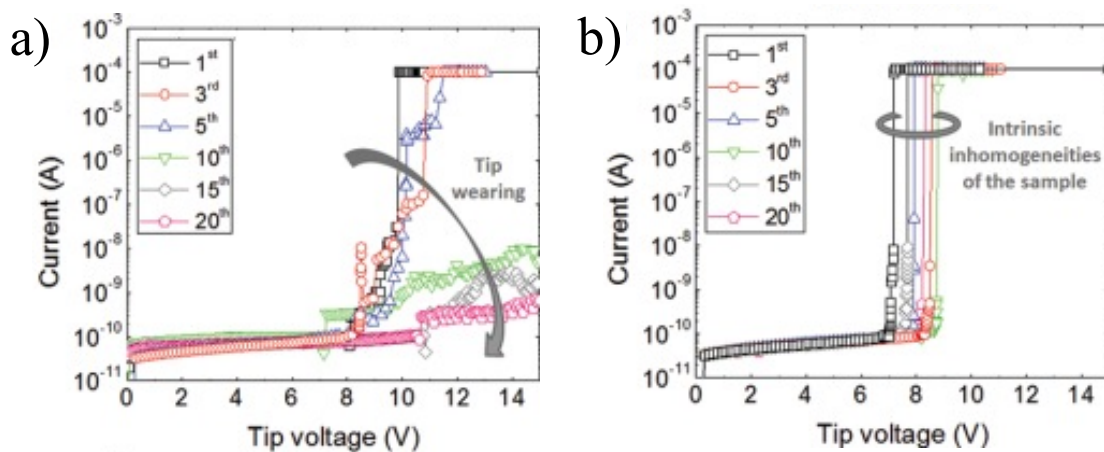 a)
10⁻³
10⁻⁴
10⁻⁵
10⁻⁶
10⁻⁷
10⁻⁸
10⁻⁹
10⁻¹⁰
10⁻¹¹
Current (A)
1ˢᵗ
3ʳᵈ
5ᵗʰ
10ᵗʰ
15ᵗʰ
20ᵗʰ
Tip
wearing
0 2 4 6 8 10 12 14
Tip voltage (V)
b)
10⁻³
10⁻⁴
10⁻⁵
10⁻⁶
10⁻⁷
10⁻⁸
10⁻⁹
10⁻¹⁰
10⁻¹¹
Current (A)
1ˢᵗ
3ʳᵈ
5ᵗʰ
10ᵗʰ
15ᵗʰ
20ᵗʰ
Intrinsic
inhomogeneities
of the sample
0 2 4 6 8 10 12 14
Tip voltage (V)